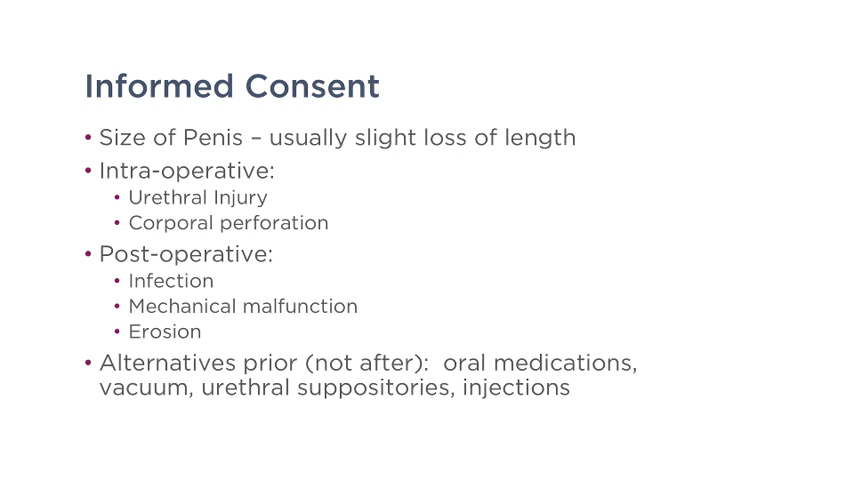 Informed Consent
• Size of Penis – usually slight loss of length
• Intra-operative:
• Urethral Injury
• Corporal perforation
• Post-operative:
• Infection
• Mechanical malfunction
• Erosion
• Alternatives prior (not after):  oral medications,
vacuum, urethral suppositories, injections